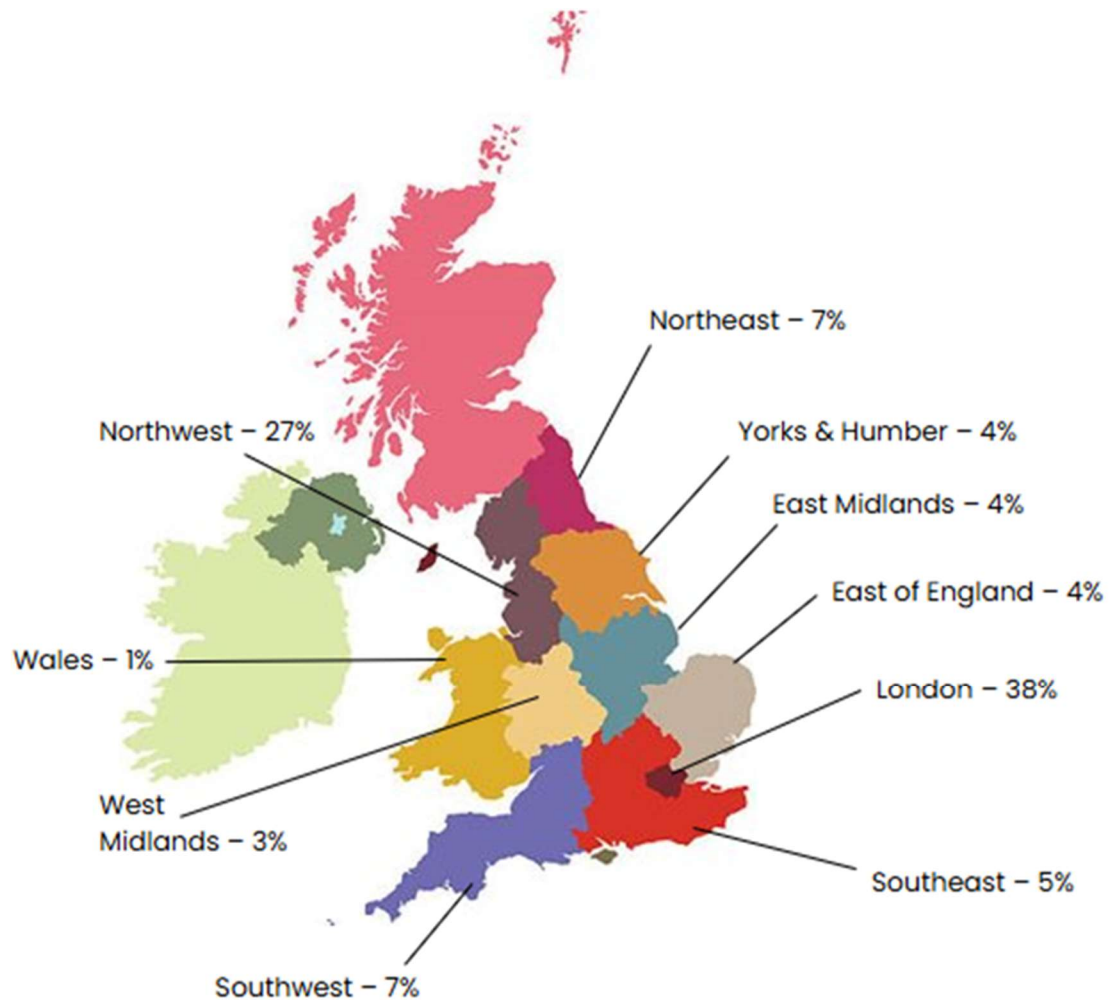 Northeast – 7%
Northwest – 27%
Yorks & Humber – 4%
East Midlands – 4%
East of England – 4%
Wales – 1%
London – 38%
West
Midlands – 3%
Southeast – 5%
Southwest – 7%